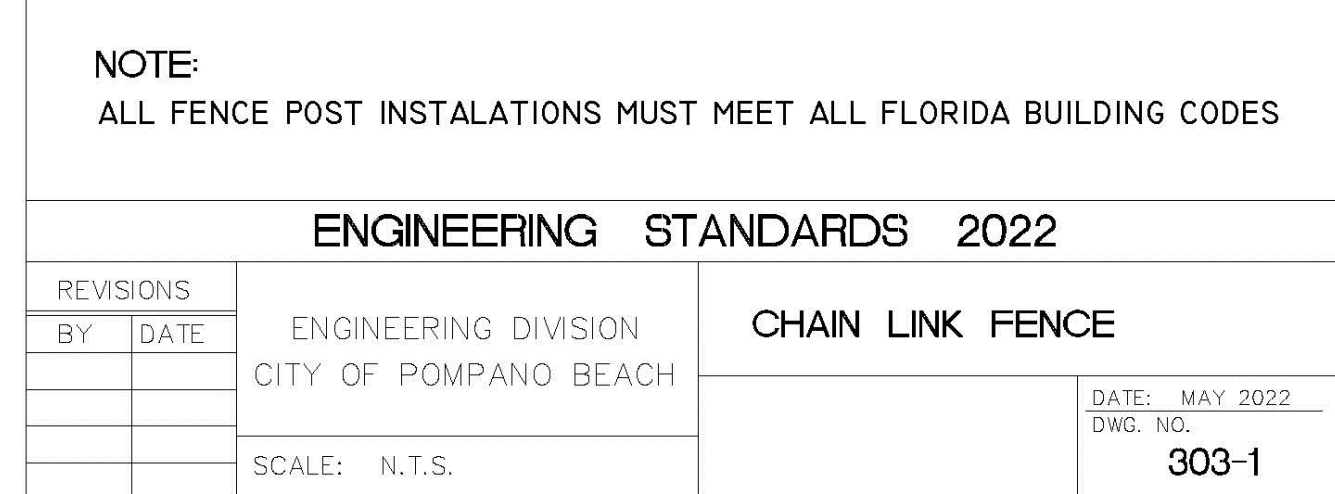 NOTE:
ALL FENCE POST INSTALATIONS MUST MEET ALL FLORIDA BUILDING CODES
ENGINEERING STANDARDS 2022
REVISIONS
BY DATE
ENGINEERING DIVISION
CITY OF POMPANO BEACH
SCALE: N.T.S.
CHAIN LINK FENCE
DATE: MAY 2022
DWG. NO.
303-1